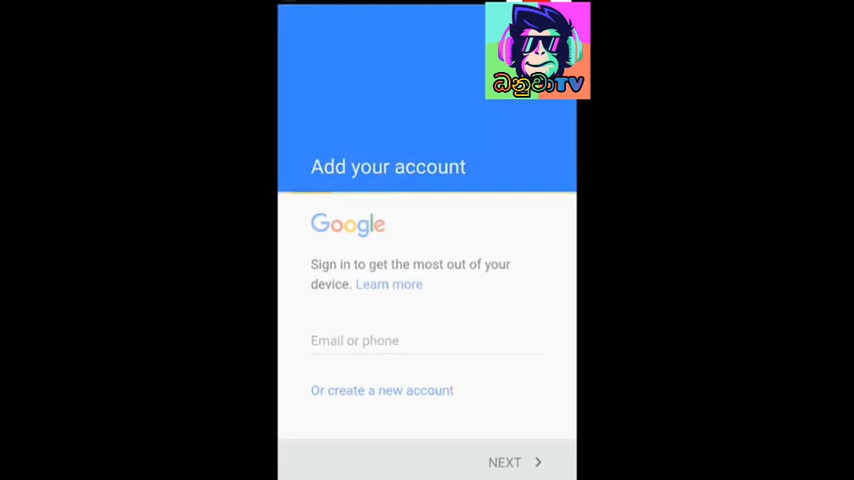 ධනුවාTV
Add your account
Google
Sign in to get the most out of your
device. Learn more
Email or phone
Or create a new account
NEXT